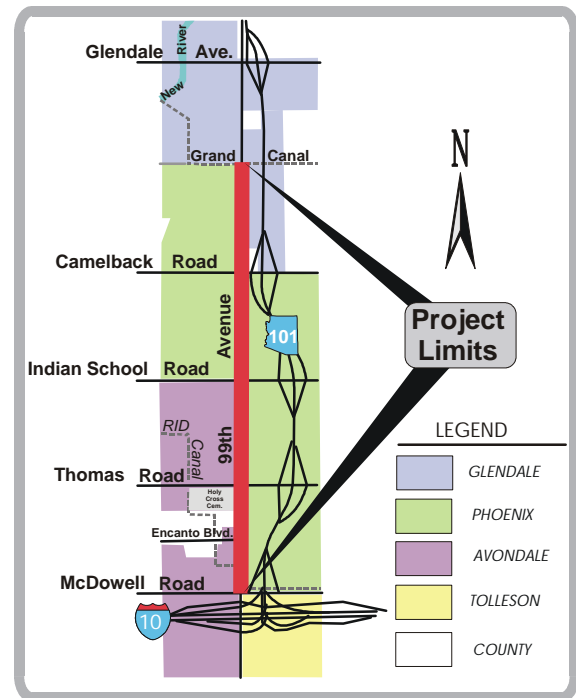 Glendale Ave.
New River
Grand Canal
N
Camelback Road
Avenue
101
Project
Limits
Indian School Road
RID
Canal
99th
LEGEND
GLENDALE
Thomas Road
Holy
Cross
Cem.
PHOENIX
Encanto Blvd.
AVONDALE
McDowell Road
TOLLESON
10
COUNTY